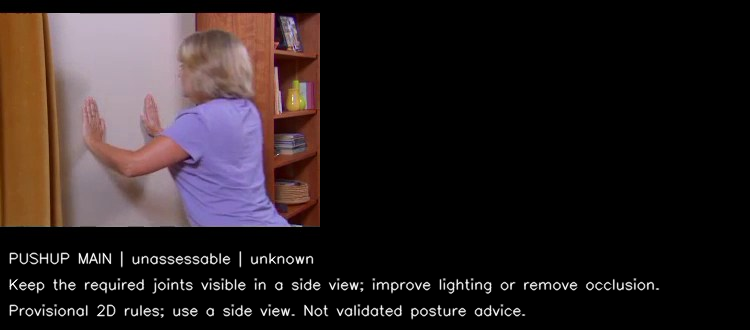 PUSHUP MAIN | unassessable | unknown
Keep the required joints visible in a side view; improve lighting or remove occlusion.
Provisional 2D rules; use a side view. Not validated posture advice.